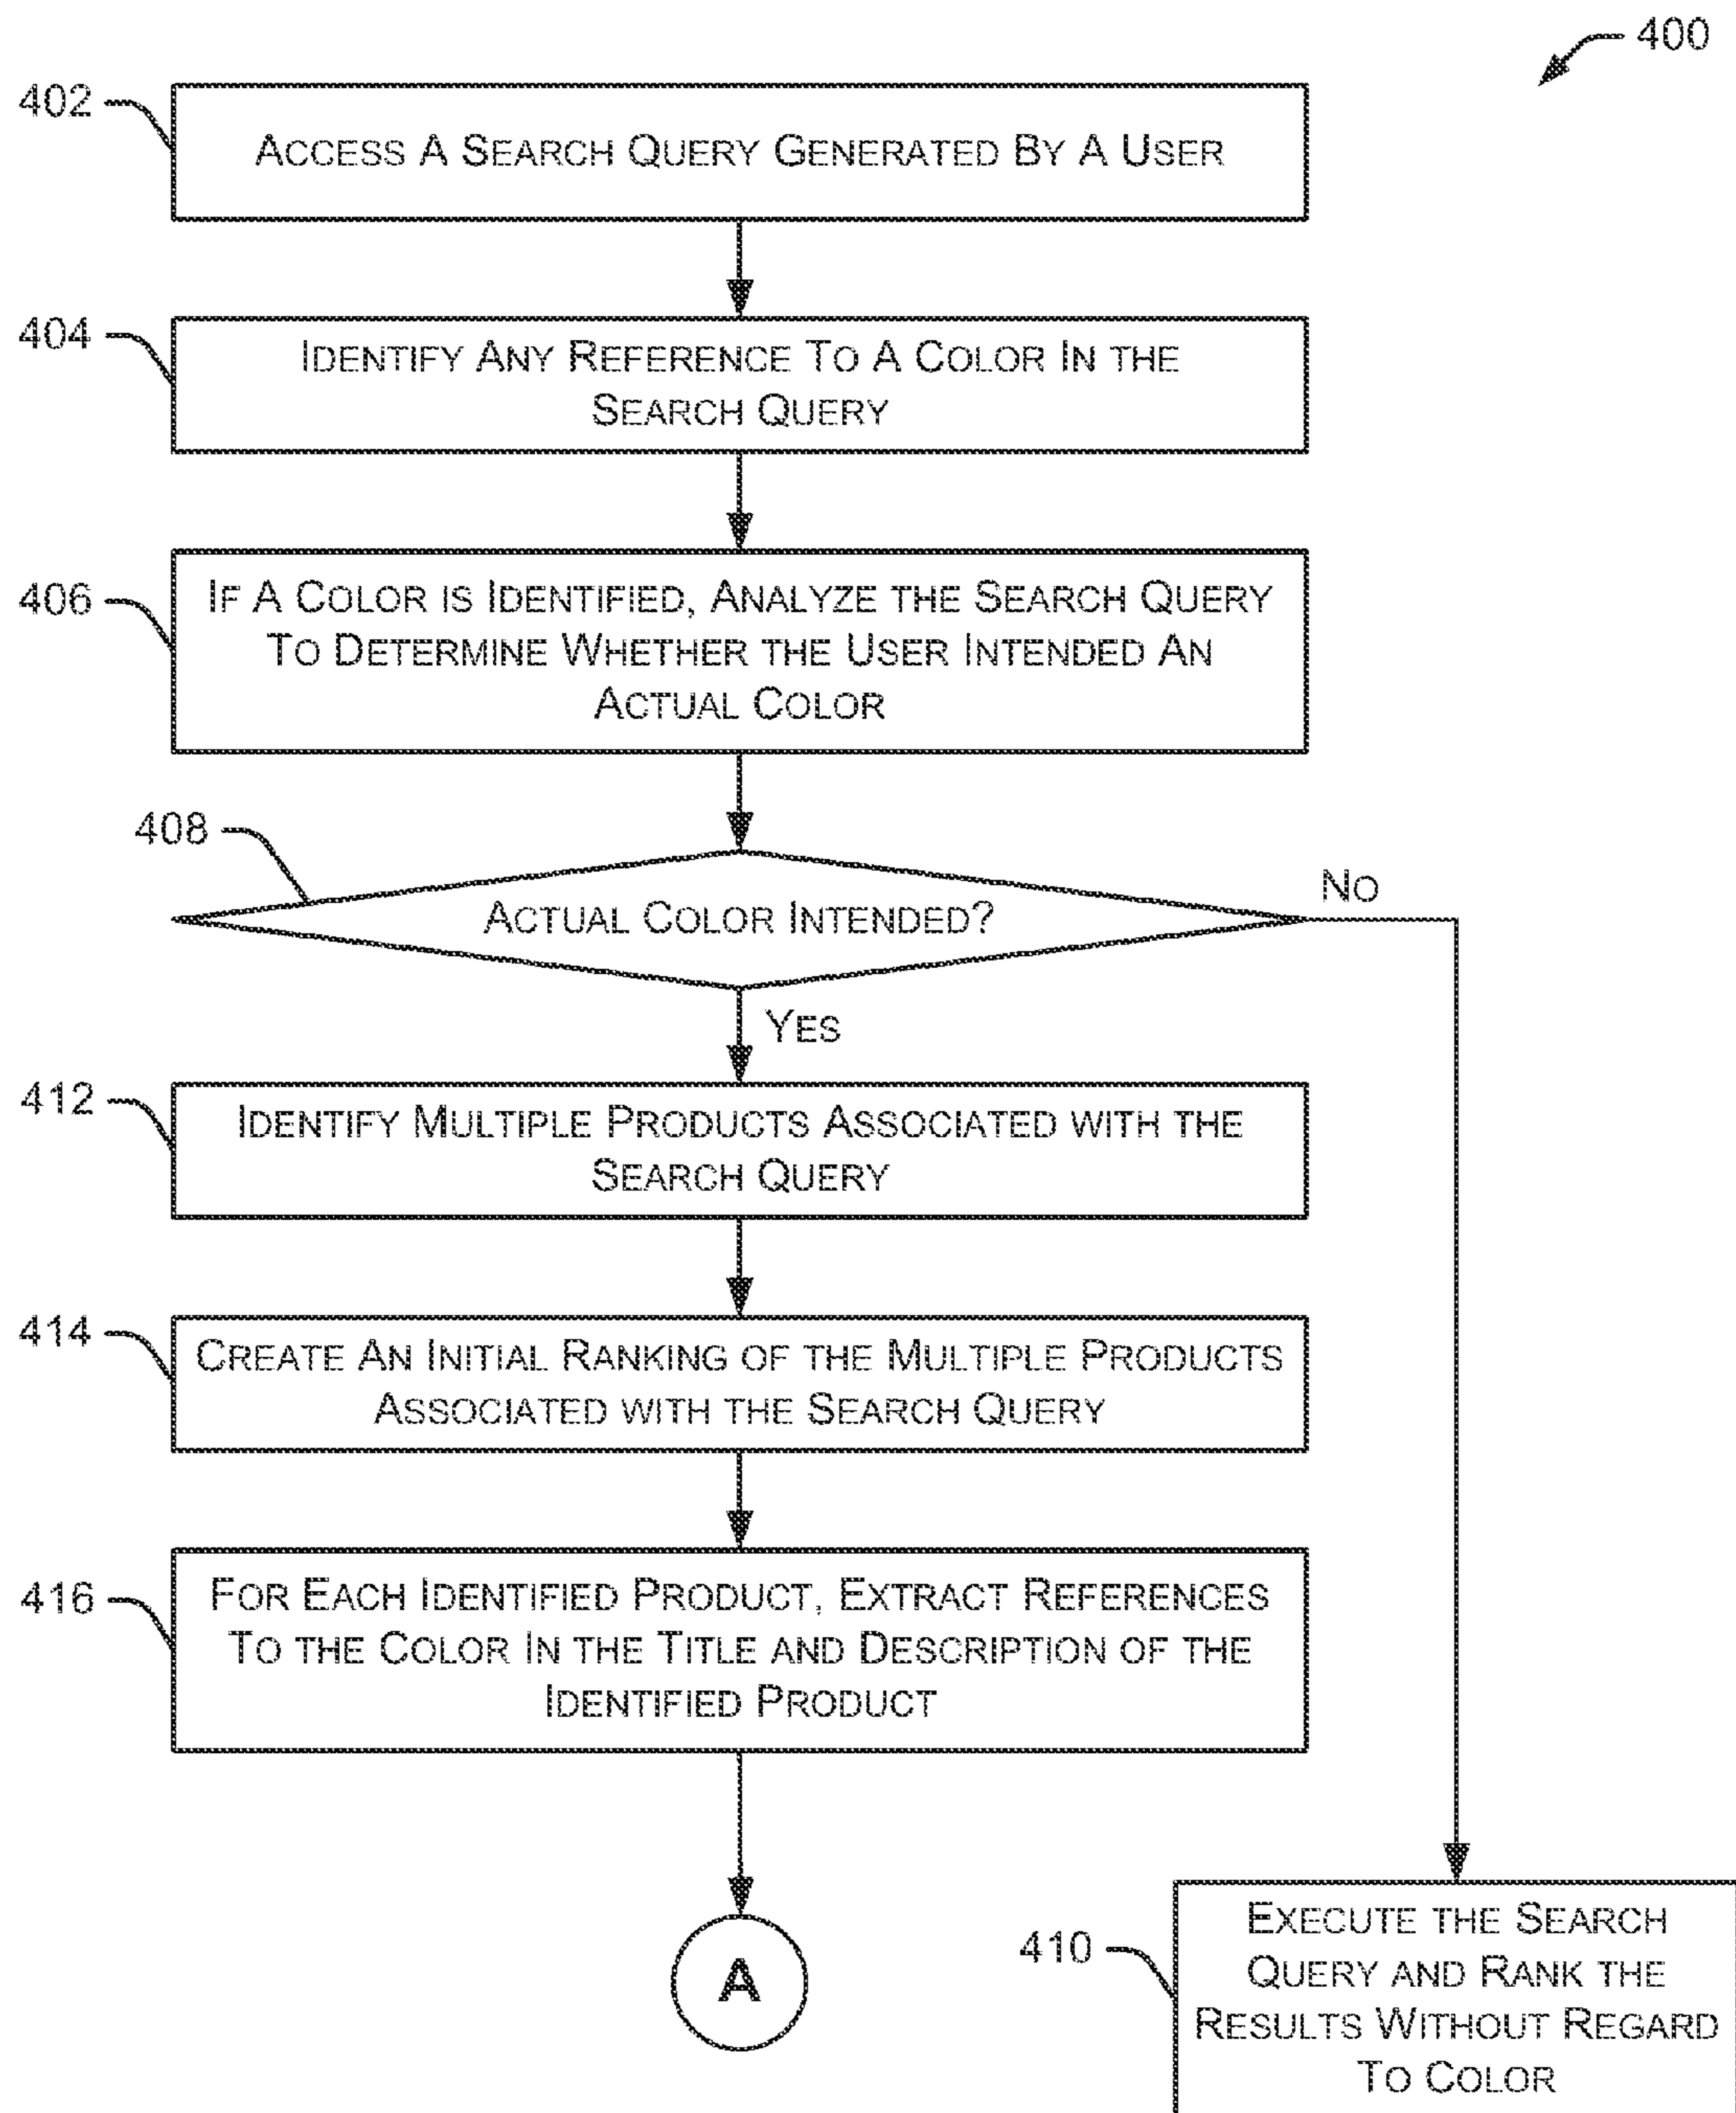 400
402
ACCESS A SEARCH QUERY GENERATED BY A USER
404
IDENTIFY ANY REFERENCE TO A COLOR IN THE
SEARCH QUERY
406
IF A COLOR IS IDENTIFIED, ANALYZE THE SEARCH QUERY
TO DETERMINE WHETHER THE USER INTENDED AN
ACTUAL COLOR
408
ACTUAL COLOR INTENDED?
NO
YES
412
IDENTIFY MULTIPLE PRODUCTS ASSOCIATED WITH THE
SEARCH QUERY
414
CREATE AN INITIAL RANKING OF THE MULTIPLE PRODUCTS
ASSOCIATED WITH THE SEARCH QUERY
416
FOR EACH IDENTIFIED PRODUCT, EXTRACT REFERENCES
TO THE COLOR IN THE TITLE AND DESCRIPTION OF THE
IDENTIFIED PRODUCT
A
410
EXECUTE THE SEARCH
QUERY AND RANK THE
RESULTS WITHOUT REGARD
TO COLOR